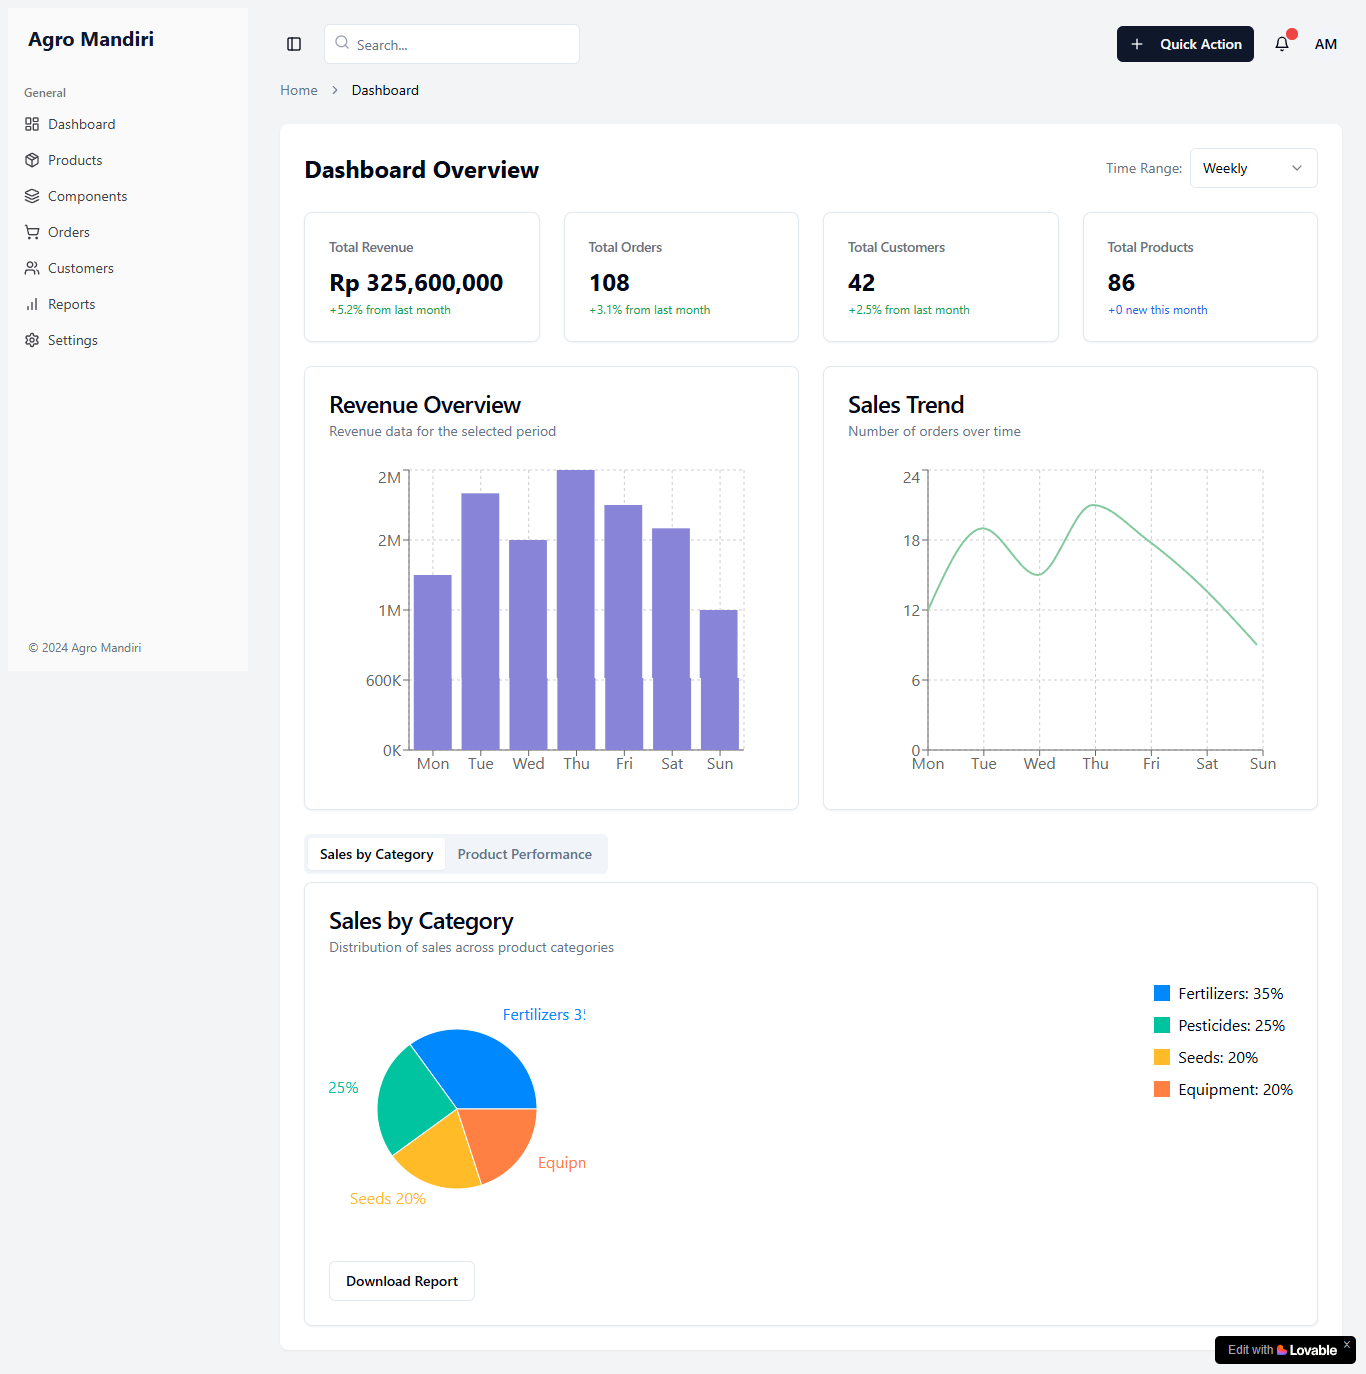 Agro Mandiri
General
Dashboard
Products
Components
Orders
Customers
Reports
Settings
© 2024 Agro Mandiri
Search...
Quick Action
AM
Home
Dashboard
Dashboard Overview
Time Range:
Weekly
Total Revenue
Rp 325,600,000
+5.2% from last month
Total Orders
108
+3.1% from last month
Total Customers
42
+2.5% from last month
Total Products
86
+0 new this month
Revenue Overview
Revenue data for the selected period
2M
2M
1M
600K
0K
Mon Tue Wed Thu Fri Sat Sun
Sales Trend
Number of orders over time
24
18
12
6
0
Mon Tue Wed Thu Fri Sat Sun
Sales by Category
Product Performance
Sales by Category
Distribution of sales across product categories
Fertilizers
25%
Seeds 20%
Fertilizers: 35%
Pesticides: 25%
Seeds: 20%
Equipment: 20%
Download Report
Edit with Lovable